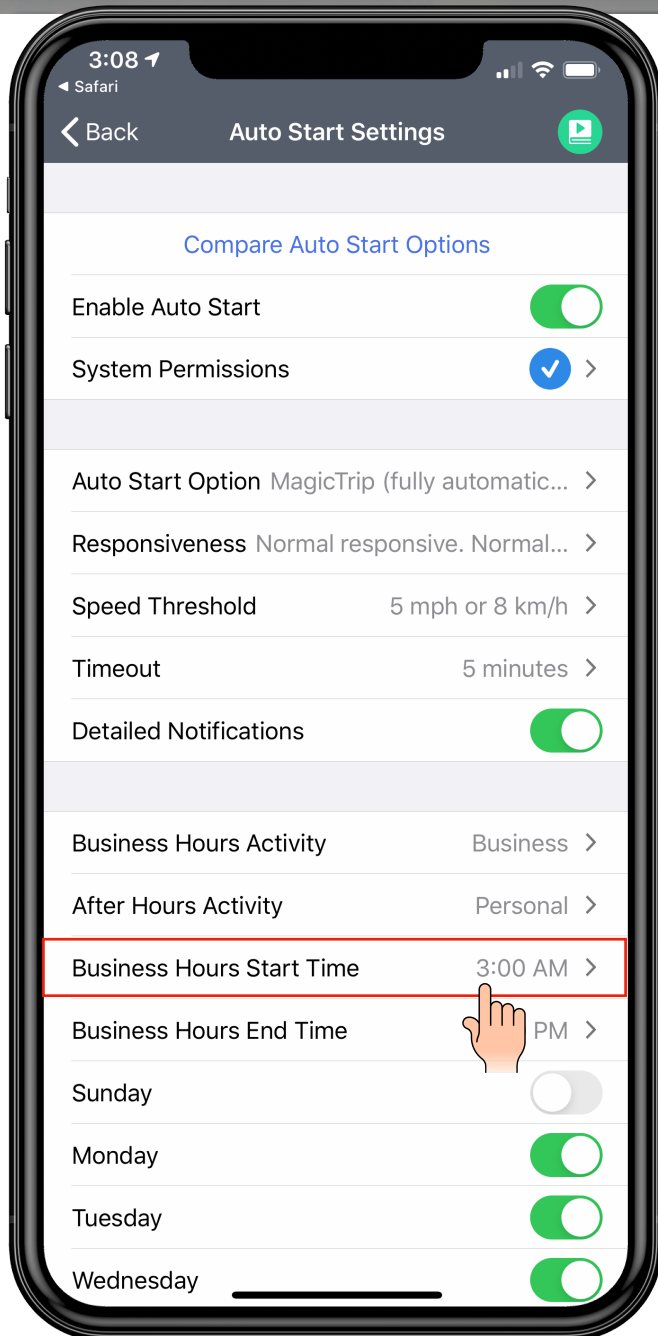 3:08
◀ Safari
Back
Auto Start Settings
Compare Auto Start Options
Enable Auto Start
System Permissions
Auto Start Option MagicTrip (fully automatic...
Responsiveness Normal responsive. Normal...
Speed Threshold 5 mph or 8 km/h
Timeout 5 minutes
Detailed Notifications
Business Hours Activity Business
After Hours Activity Personal
Business Hours Start Time 3:00 AM
Business Hours End Time PM
Sunday
Monday
Tuesday
Wednesday